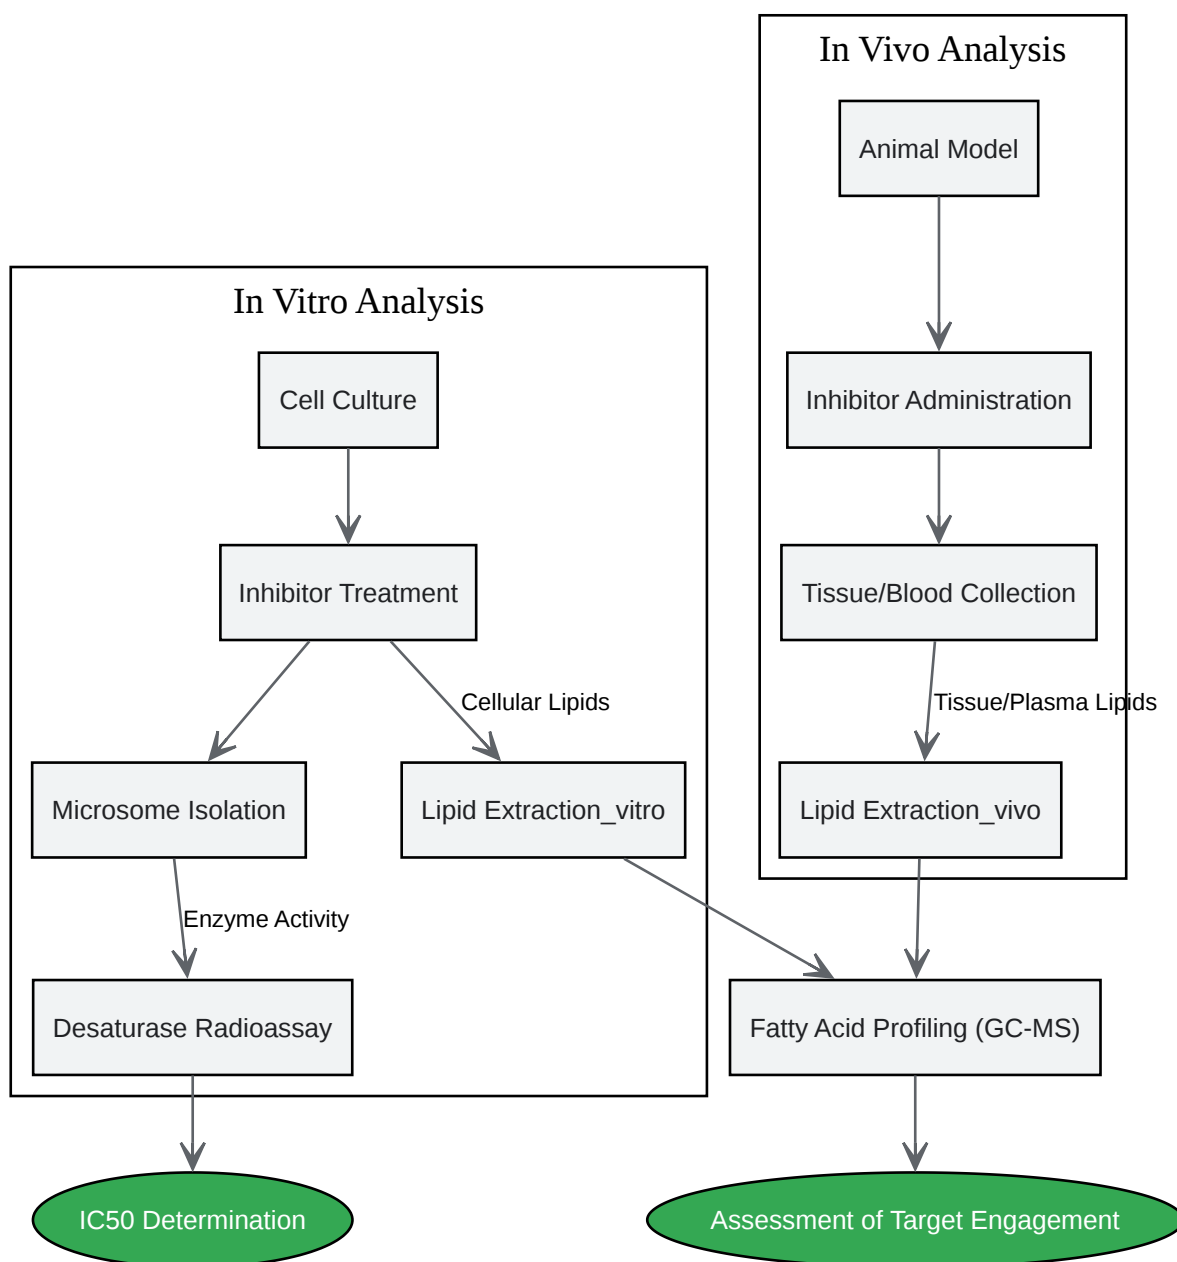 In Vivo Analysis
Animal Model
In Vitro Analysis
Cell Culture
Inhibitor Administration
Inhibitor Treatment
Tissue/Blood Collection
Cellular Lipids
Tissue/Plasma Lipids
Microsome Isolation
Lipid Extraction_vitro
Lipid Extraction_vivo
Enzyme Activity
Desaturase Radioassay
Fatty Acid Profiling (GC-MS)
IC50 Determination
Assessment of Target Engagement